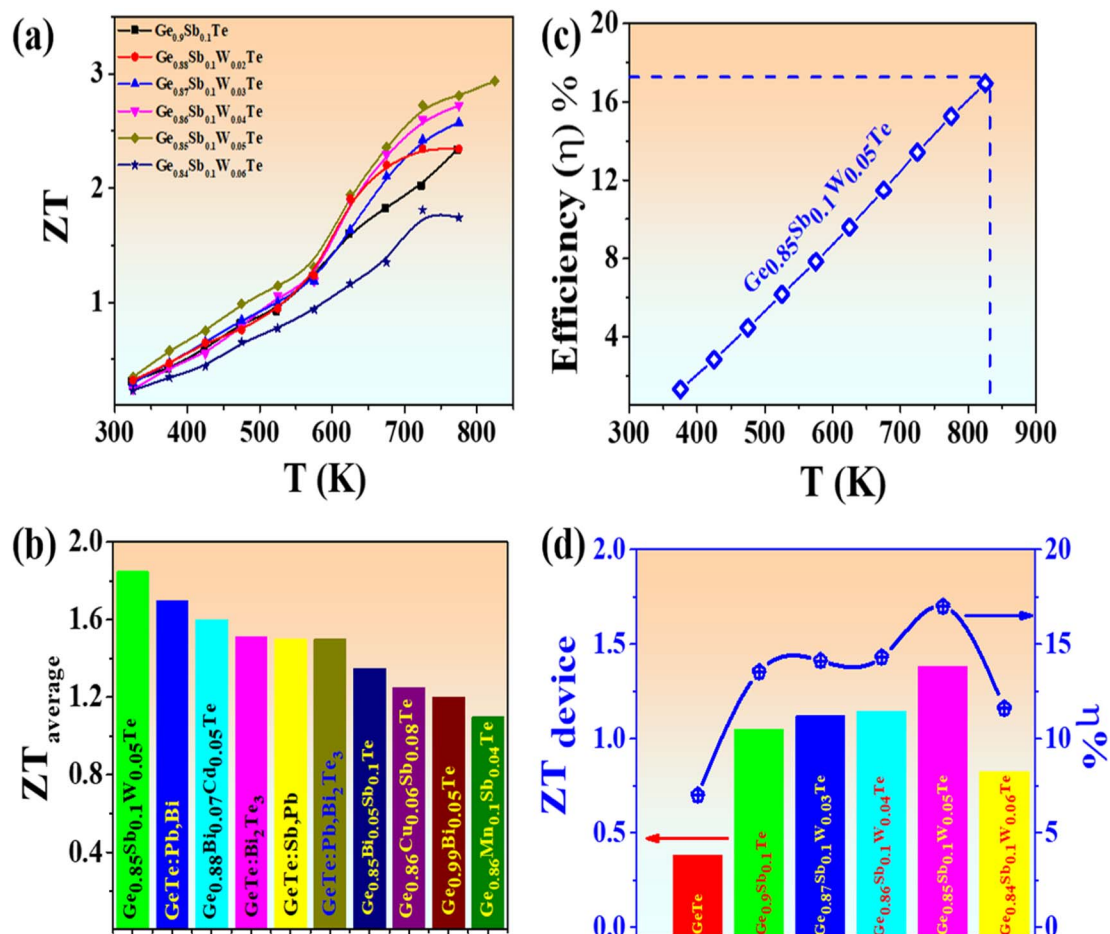 (a)
Ge0.9Sb0.1Te
Ge0.88Sb0.1W0.02Te
Ge0.87Sb0.1W0.03Te
Ge0.86Sb0.1W0.04Te
Ge0.85Sb0.1W0.05Te
Ge0.84Sb0.1W0.06Te
3
2
1
ZT
300 400 500 600 700 800
T (K)
(c)
20
16
12
8
4
Efficiency (η) %
Ge0.85Sb0.1W0.05Te
300 400 500 600 700 800 900
T (K)
(b)
2.0
1.6
1.2
0.8
0.4
ZT average
Ge0.85Sb0.1W0.05Te
GeTe:Pb,Bi
Ge0.88Bi0.07Cd0.05Te
GeTe:Bi2Te3
GeTe:Sb,Pb
GeTe:Pb,Bi2Te3
Ge0.85Bi0.05Sb0.1Te
Ge0.86Cu0.06Sb0.08Te
Ge0.99Bi0.05Te
Ge0.86Mn0.1Sb0.04Te
(d)
2.0
1.5
1.0
0.5
0.0
ZT device
GeTe
Ge0.9Sb0.1Te
Ge0.87Sb0.1W0.03Te
Ge0.86Sb0.1W0.04Te
Ge0.85Sb0.1W0.05Te
Ge0.84Sb0.1W0.06Te
20
15
10
5
0
η%